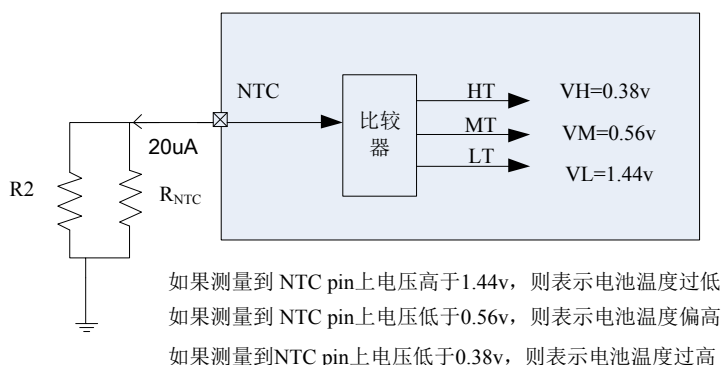 NTC
HT
VH=0.38v
MT
VM=0.56v
LT
VL=1.44v
比较
器
20uA
R2
RNTC
如果测量到 NTC pin上电压高于1.44v，则表示电池温度过低
如果测量到 NTC pin上电压低于0.56v，则表示电池温度偏高
如果测量到NTC pin上电压低于0.38v，则表示电池温度过高